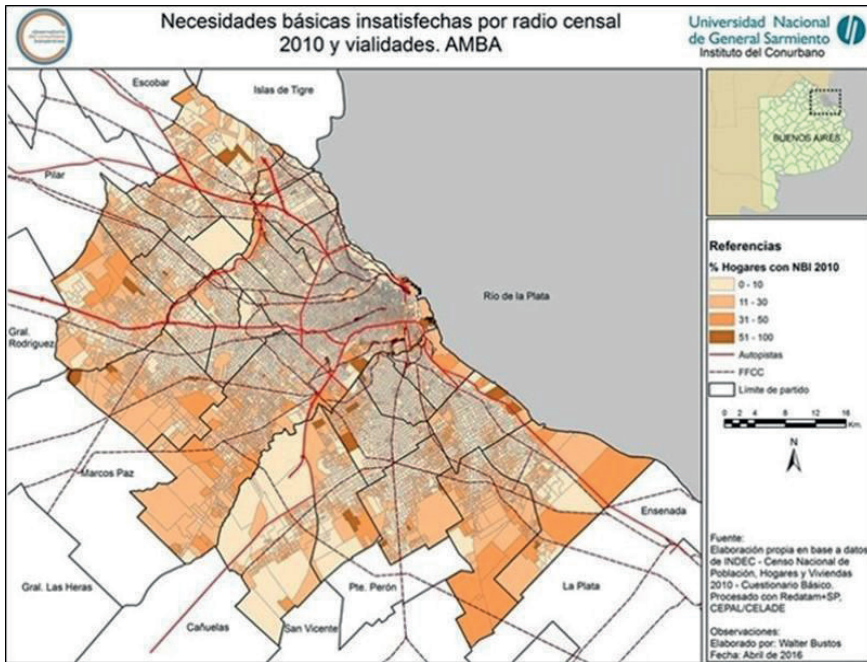 Necesidades básicas insatisfechas por radio censal
2010 y vialidades. AMBA
Universidad Nacional
de General Sarmiento
Instituto del Conurbano
Escobar
Islas de Tigre
Pilar
Gral.
Rodriguez
Marcos Paz
Gral. Las Heras
Cañuelas
San Vicente
Pte. Perón
La Plata
Ensenada
Río de la Plata
BUENOS AIRES
Referencias
% Hogares con NBI 2010
0 - 10
11 - 30
31 - 50
51 - 100
Autopistas
FFCC
Límite de partido
0 2 4 8 12 16
Km.
N
Fuente:
Elaboración propia en base a datos
de INDEC - Censo Nacional de
Población, Hogares y Viviendas
2010 - Cuestionario Básico.
Procesado con Redatam+SP,
CEPAL/CELADE
Observaciones:
Elaborado por: Walter Bustos
Fecha: Abril de 2016